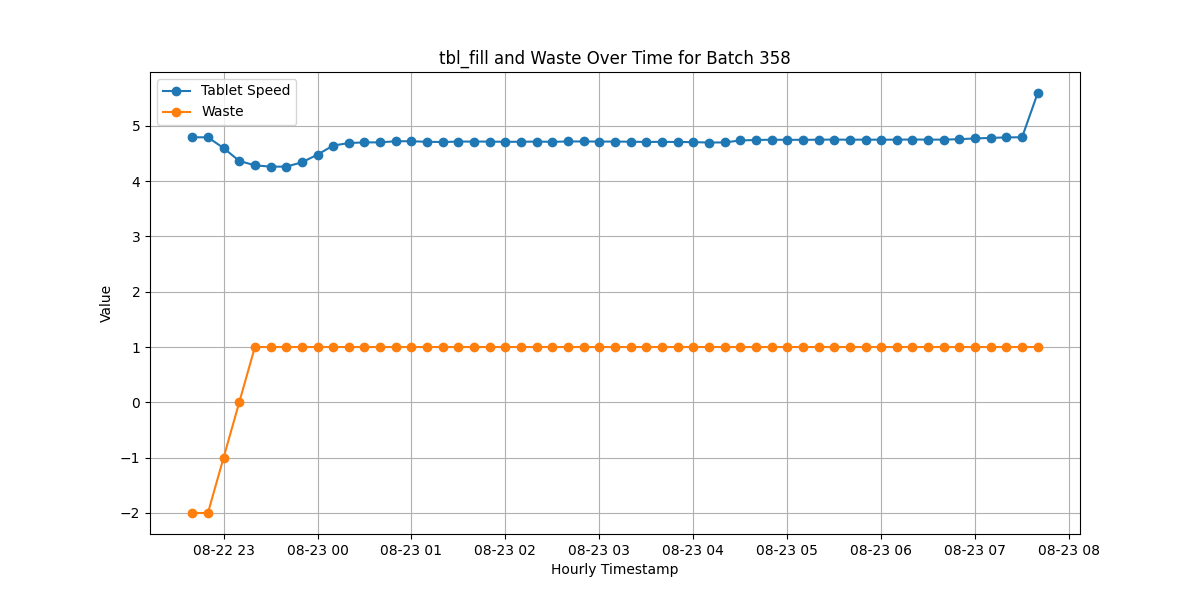 tbl_fill and Waste Over Time for Batch 358
Tablet Speed
Waste
5
4
3
2
1
0
−1
−2
Value
08-22 23 08-23 00 08-23 01 08-23 02 08-23 03 08-23 04 08-23 05 08-23 06 08-23 07 08-23 08
Hourly Timestamp